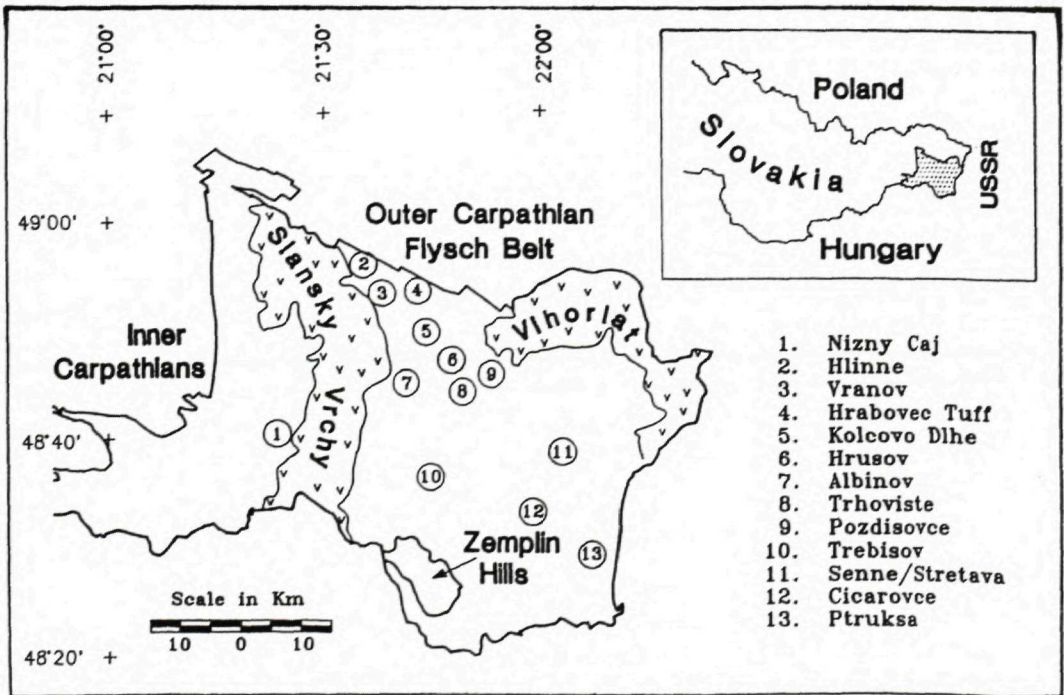 21°00'
21°30'
22°00'
Poland
Slovakia
USSR
Hungary
49°00'
Outer Carpathian
Flysch Belt
Slansky
Vrchy
Vihorlat
Inner
Carpathians
48°40'
Zemplin
Hills
Scale in Km
10 0 10
48°20'
1
2
3
4
5
6
7
8
9
10
11
12
13
1. Nizny Caj
2. Hlinne
3. Vranov
4. Hrabovec Tuff
5. Kolcovo Dlhe
6. Hrusov
7. Albinov
8. Trhoviste
9. Pozdisovce
10. Trebisov
11. Senne/Stretava
12. Cicarovce
13. Ptruksa